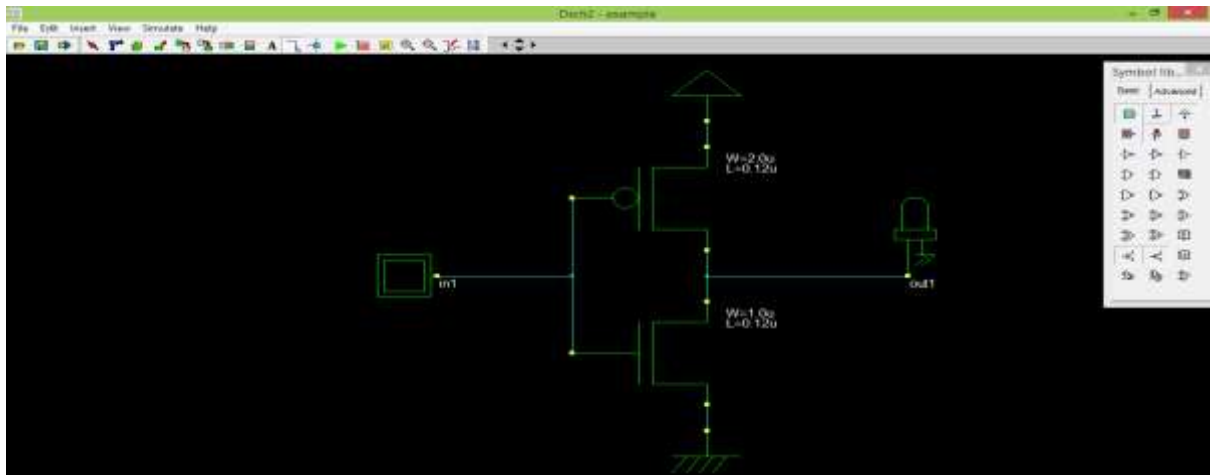 Dsch2 - example
File Edit Insert View Simulate Help
A
Symbol lib...
Basic Advanced
W=2.0u
L=0.12u
in1
out1
W=1.0u
L=0.12u